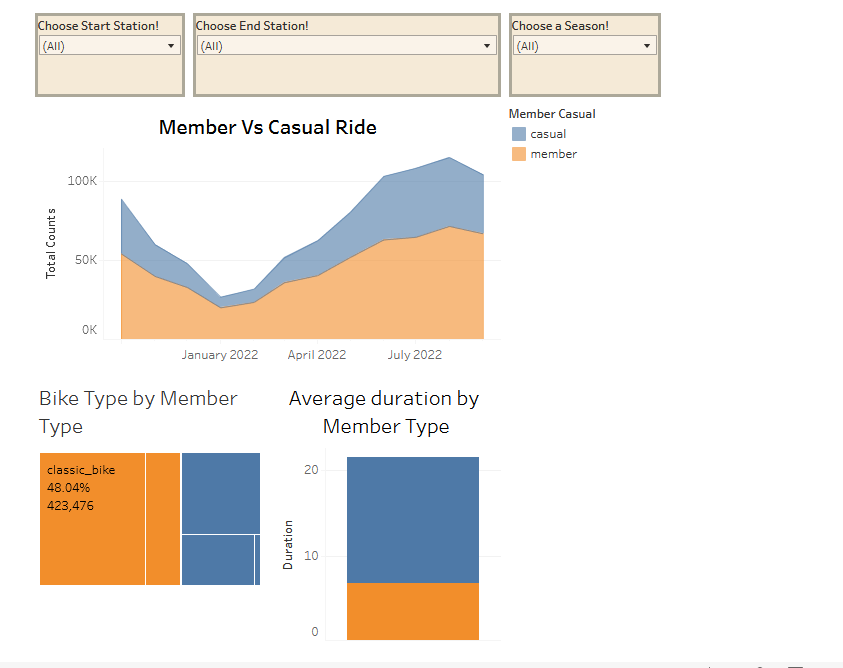 Choose Start Station!
Choose End Station!
Choose a Season!
(All)
(All)
(All)
Member Vs Casual Ride
Member Casual
casual
member
100K
50K
0K
Total Counts
January 2022
April 2022
July 2022
Bike Type by Member
Type
classic_bike
48.04%
423,476
Average duration by
Member Type
20
10
0
Duration